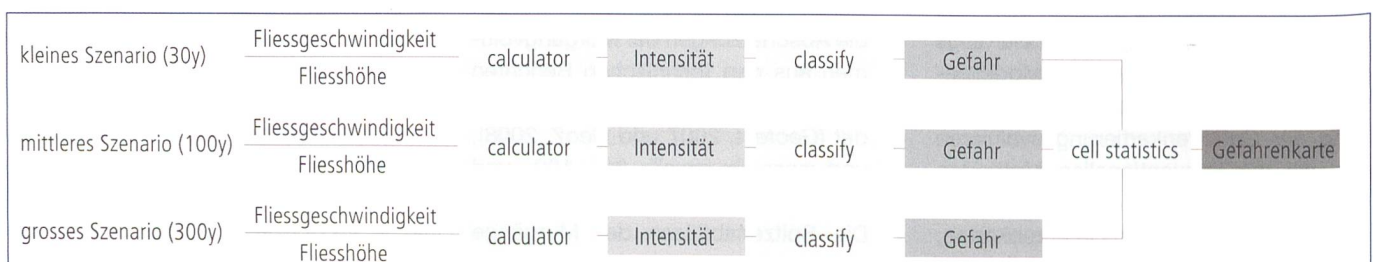 Fliessgeschwindigkeit
kleines Szenario (30y) calculator Intensität classify Gefahr
Fliesshöhe
Fliessgeschwindigkeit
mittleres Szenario (100y) calculator Intensität classify Gefahr cell statistics Gefahrenkarte
Fliesshöhe
Fliessgeschwindigkeit
grosses Szenario (300y) calculator Intensität classify Gefahr
Fliesshöhe